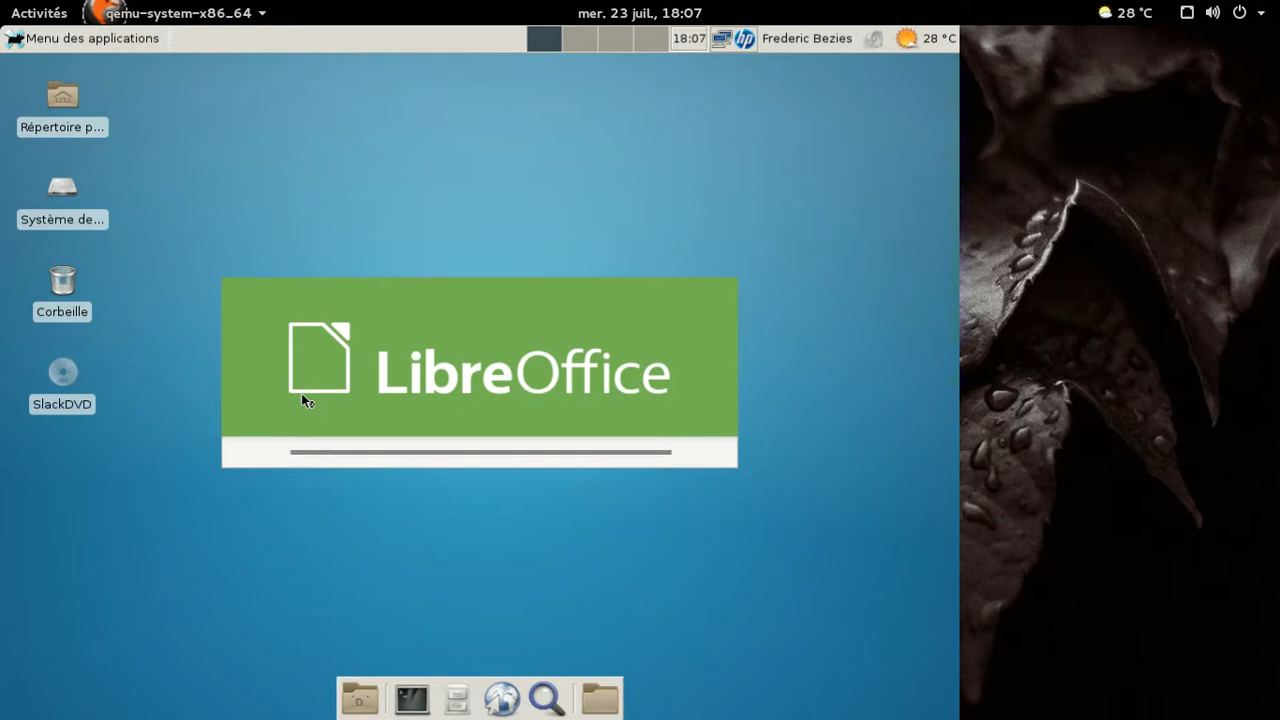 Activités
qemu-system-x86_64
mer. 23 juil., 18:07
28 °C
Menu des applications
18:07
hp
Frederic Bezies
28 °C
Répertoire p...
Système de...
Corbeille
SlackDVD
LibreOffice